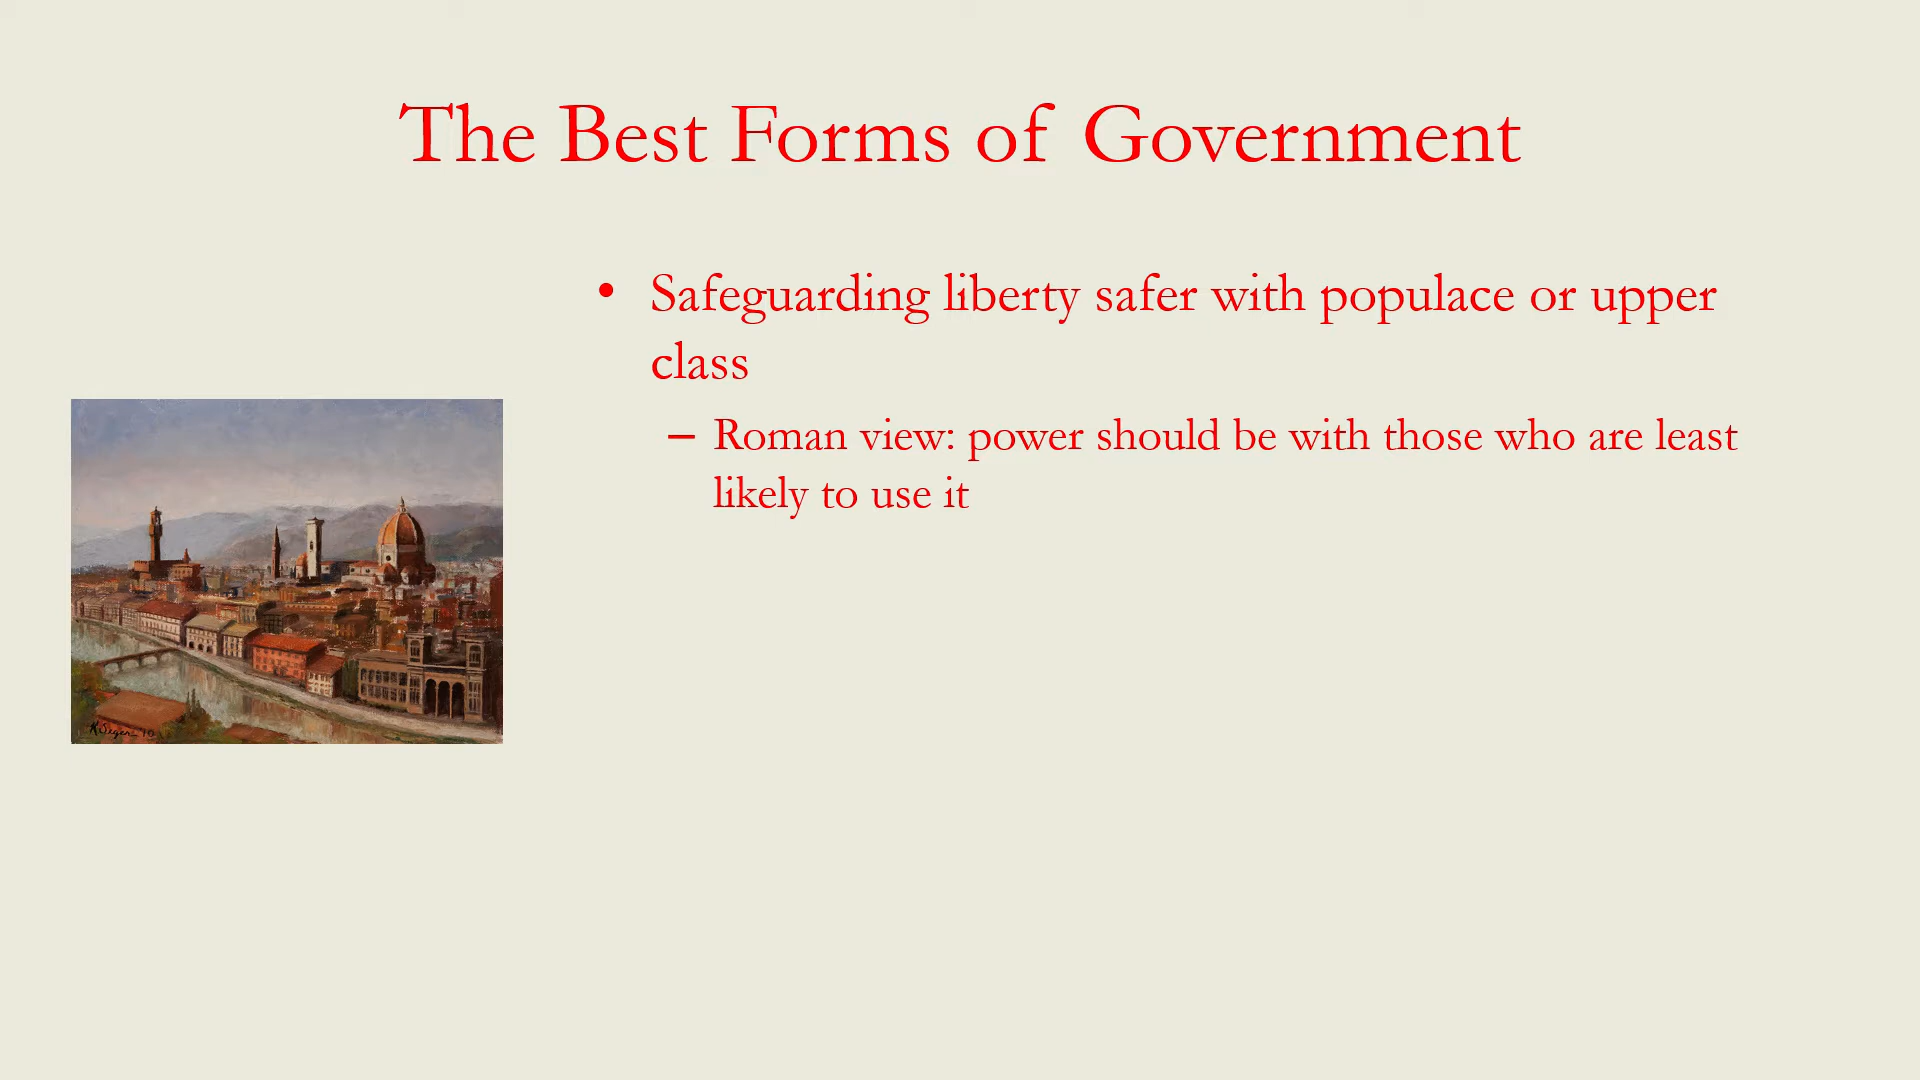 The Best Forms of Government
• Safeguarding liberty safer with populace or upper
class
– Roman view: power should be with those who are least
likely to use it